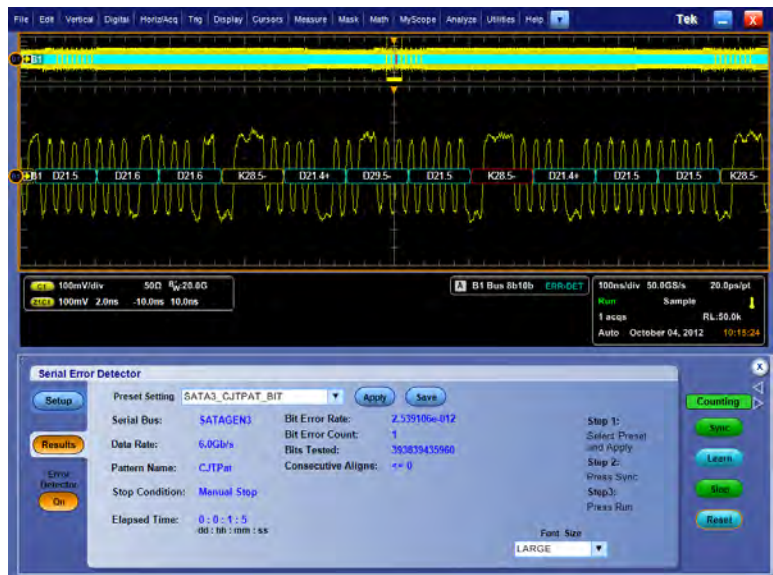 File Edit Vertical Digital Horiz/Acq Trig Display Cursors Measure Mask Math MyScope Analyze Utilities Help Tek X
B1
B1 D21.5 D21.6 D21.6 K28.5- D21.4+ D29.5- D21.5 K28.5- D21.4+ D21.5 D21.5 K28.5-
C1 100mV/div 50Ω BW:20.0G
Z1C1 100mV 2.0ns -10.0ns 10.0ns
A B1 Bus 8b10b ERR-DET
100ns/div 50.0GS/s 20.0ps/pt
Run Sample
1 acqs RL:50.0k
Auto October 04, 2012 10:15:24
Serial Error Detector
Setup
Results
Error
Detector
On
Preset Setting SATA3_CJTPAT_BIT Apply Save
Serial Bus: SATAGEN3
Data Rate: 6.0Gb/s
Pattern Name: CJTPat
Stop Condition: Manual Stop
Elapsed Time: 0 : 0 : 1 : 5
dd : hh : mm : ss
Bit Error Rate: 2.539106e-012
Bit Error Count: 1
Bits Tested: 393839435960
Consecutive Aligns: <= 0
Step 1:
Select Preset
and Apply
Step 2:
Press Sync
Step3:
Press Run
Font Size
LARGE
Counting
Sync
Learn
Stop
Reset